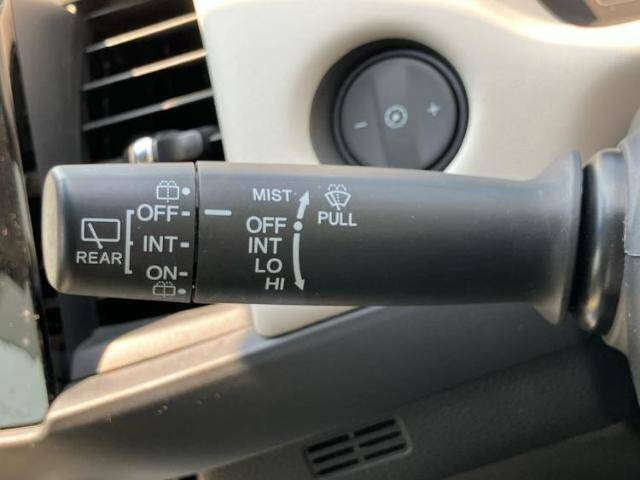 OFF
INT
ON
REAR
MIST
OFF
INT
LO
HI
PULL
− +